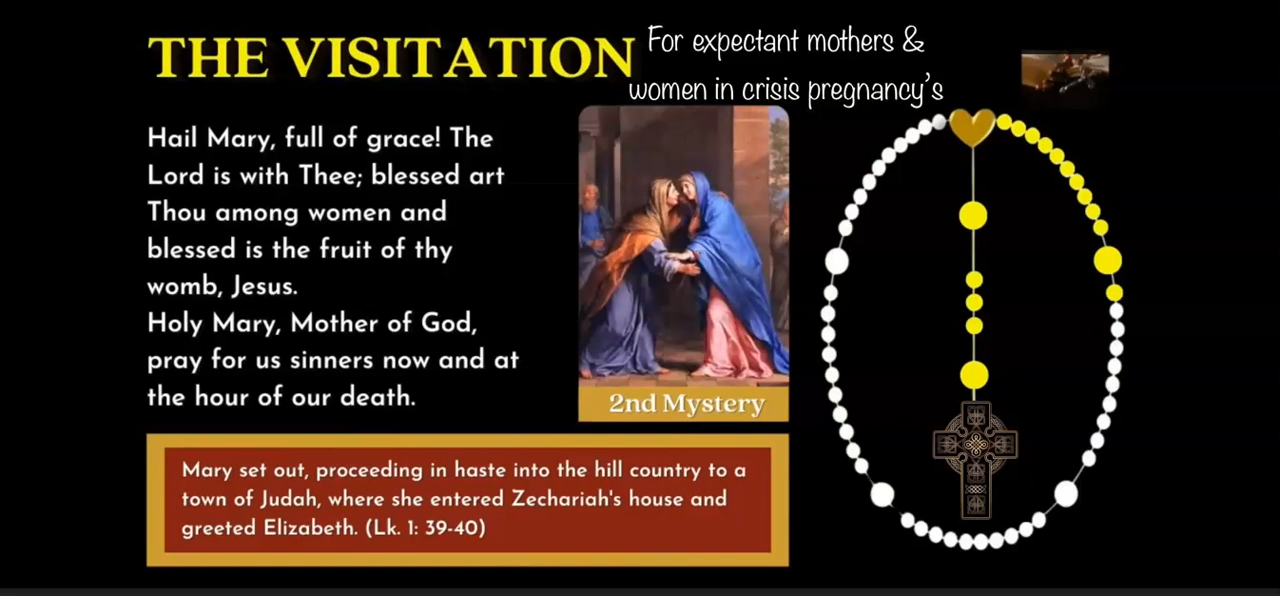 THE VISITATION
For expectant mothers &
women in crisis pregnancy's
Hail Mary, full of grace! The
Lord is with Thee; blessed art
Thou among women and
blessed is the fruit of thy
womb, Jesus.
Holy Mary, Mother of God,
pray for us sinners now and at
the hour of our death.
2nd Mystery
Mary set out, proceeding in haste into the hill country to a
town of Judah, where she entered Zechariah's house and
greeted Elizabeth. (Lk. 1: 39-40)